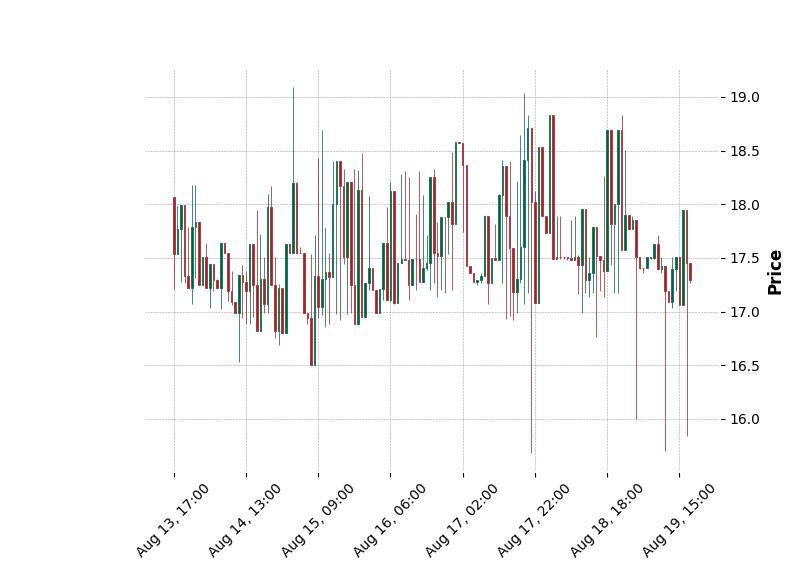 19.0
18.5
18.0
17.5
17.0
16.5
16.0
Price
Aug 13, 17:00
Aug 14, 13:00
Aug 15, 09:00
Aug 16, 06:00
Aug 17, 02:00
Aug 17, 22:00
Aug 18, 18:00
Aug 19, 15:00